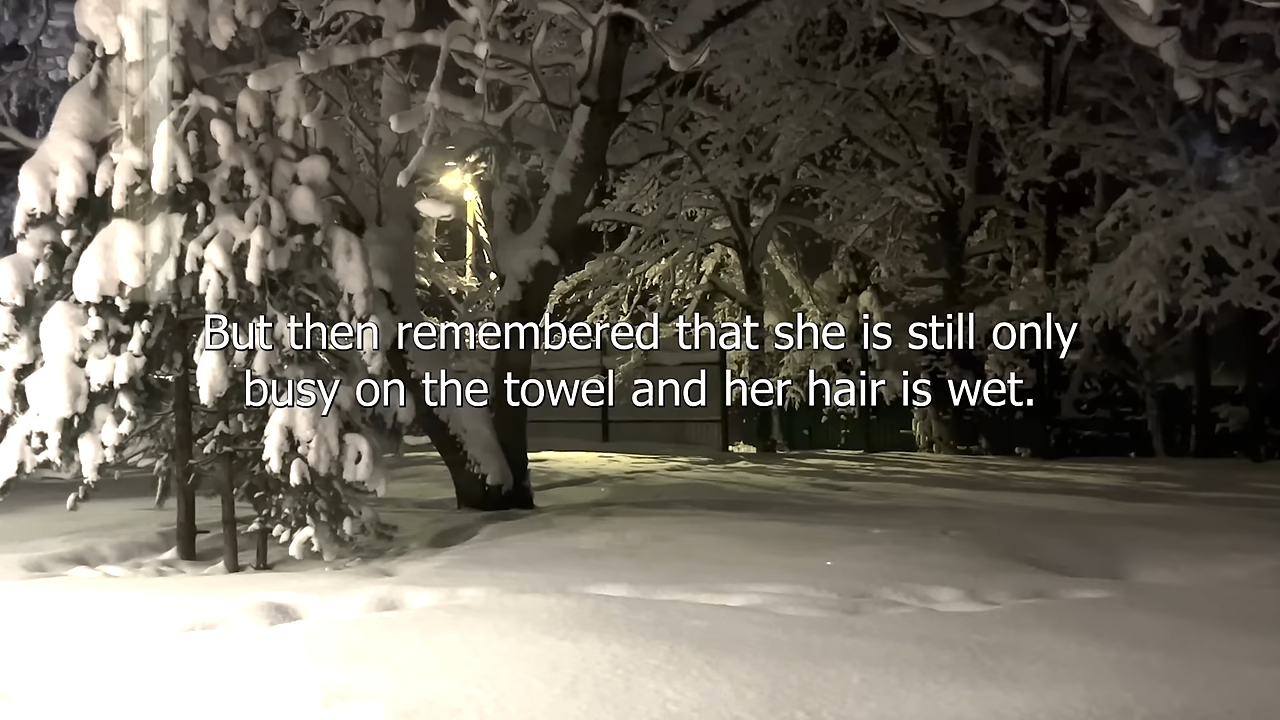 But then remembered that she is still only
busy on the towel and her hair is wet.